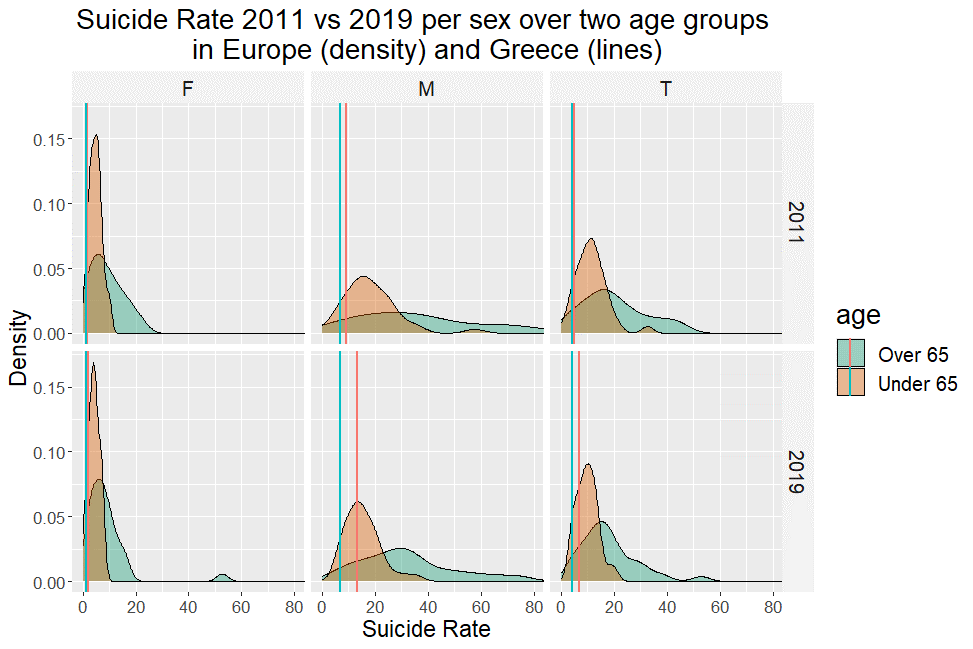 Suicide Rate 2011 vs 2019 per sex over two age groups
in Europe (density) and Greece (lines)
F M T
0.15
0.10
0.05
0.00
2011
0.15
0.10
0.05
0.00
2019
Density
0 20 40 60 80 0 20 40 60 80 0 20 40 60 80
Suicide Rate
age
Over 65
Under 65